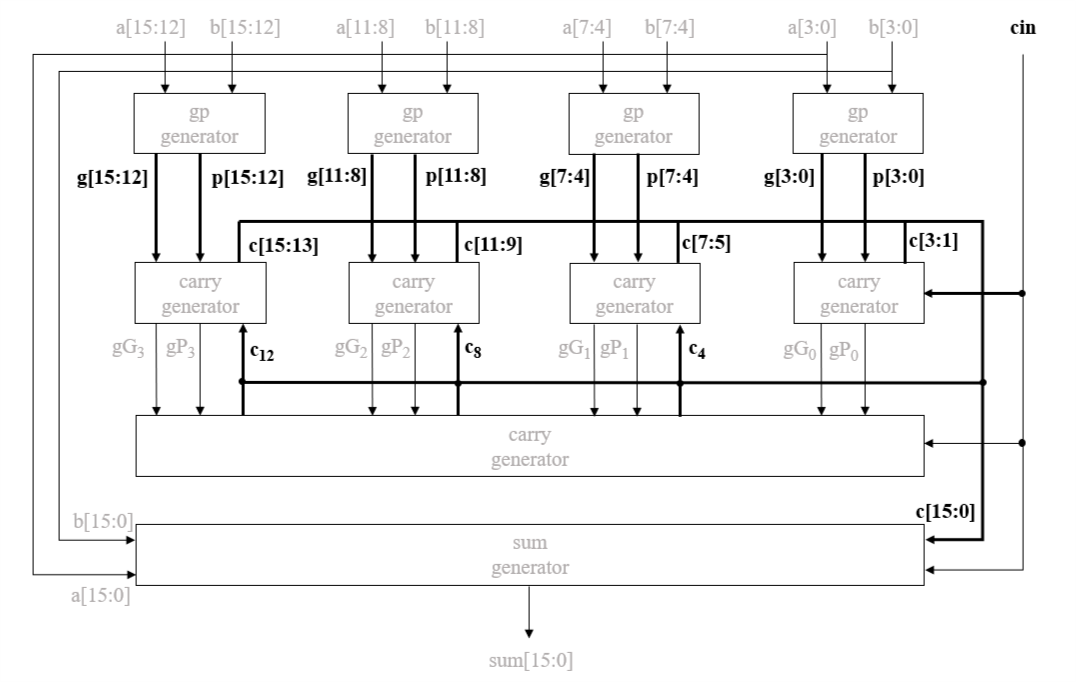 a[15:12] b[15:12] a[11:8] b[11:8] a[7:4] b[7:4] a[3:0] b[3:0] cin
gp gp gp gp
generator generator generator generator
g[15:12] p[15:12] g[11:8] p[11:8] g[7:4] p[7:4] g[3:0] p[3:0]
c[15:13] c[11:9] c[7:5] c[3:1]
carry carry carry carry
generator generator generator generator
gG3 gP3 c12 gG2 gP2 c8 gG1 gP1 c4 gG0 gP0
carry
generator
c[15:0]
b[15:0]
sum
generator
a[15:0]
sum[15:0]